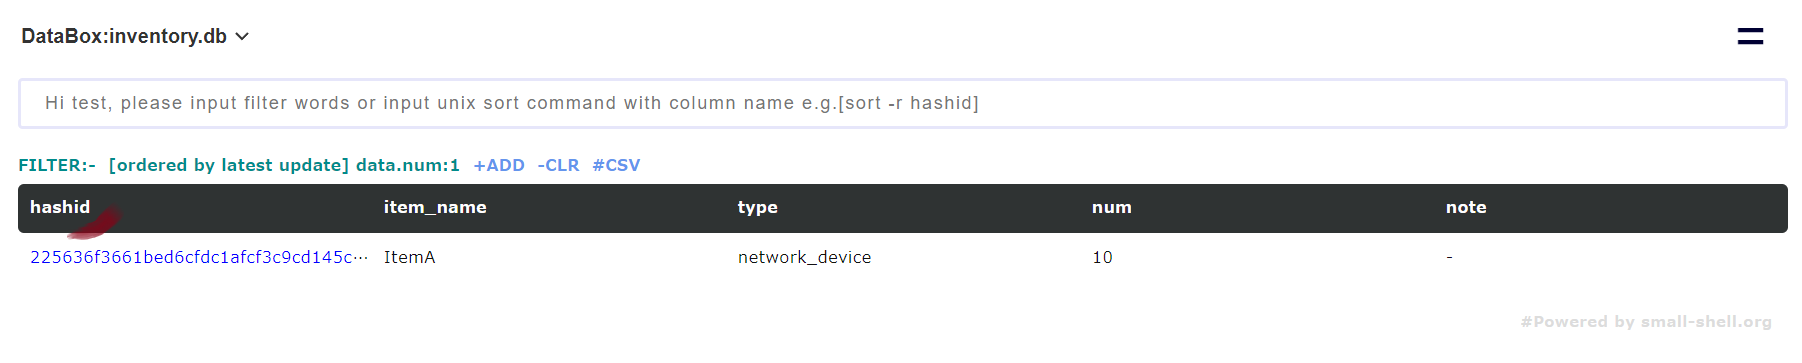 DataBox:inventory.db
Hi test, please input filter words or input unix sort command with column name e.g.[sort -r hashid]
FILTER:- [ordered by latest update] data.num:1 +ADD -CLR #CSV
hashid item_name type num note
225636f3661bed6cfdc1afcf3c9cd145c… ItemA network_device 10 -
#Powered by small-shell.org